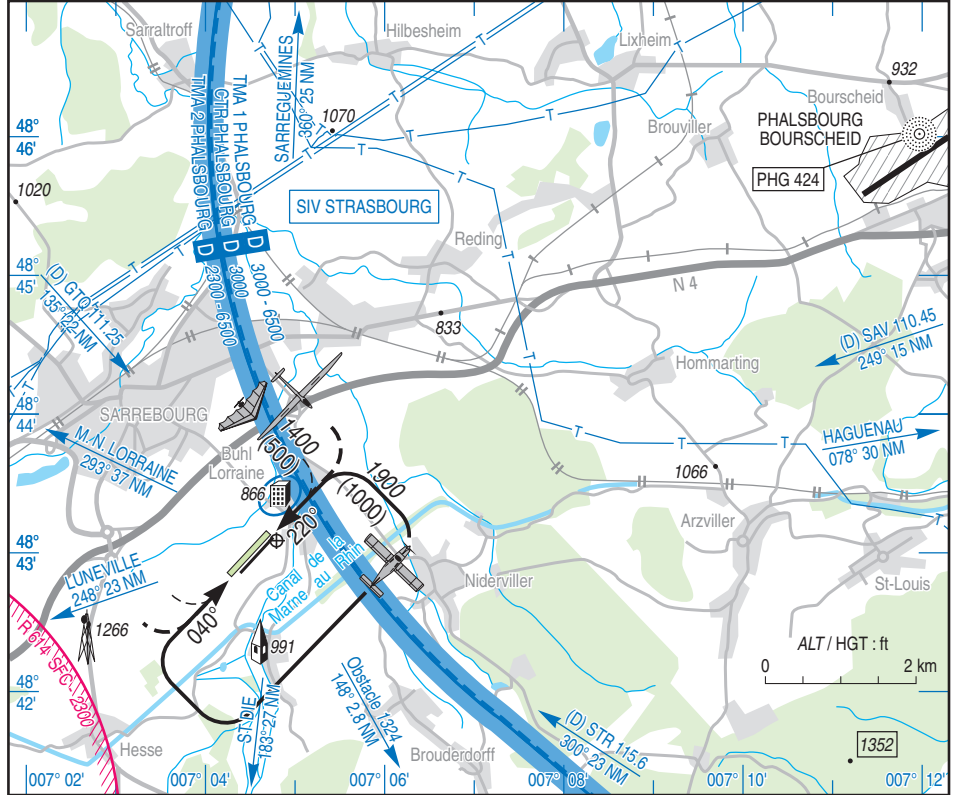 Sarraltroff
Hilbesheim
Lixheim
932
Bourscheid
PHALSBOURG
BOURSCHEID
PHG 424
TMA 2 PHALSBOURG D 2300 - 6500
CTR PHALSBOURG D 3000
TMA 1 PHALSBOURG D 3000 - 6500
SARREGUEMINES
360° 25 NM
1070
Brouviller
48°
46'
1020
SIV STRASBOURG
Reding
48°
45'
(D) GTQ 111.25
135° 22 NM
N 4
833
(D) SAV 110.45
249° 15 NM
Hommarting
SARREBOURG
48°
44'
M. N. LORRAINE
293° 37 NM
Buhl
Lorraine
1400
(500)
1900
(1000)
HAGUENAU
078° 30 NM
1066
866
220°
Arzviller
48°
43'
LUNEVILLE
248° 23 NM
Canal de la
Marne au Rhin
Niderviller
St-Louis
040°
1266
991
R 614 SFC - 2300
ALT / HGT : ft
0 2 km
48°
42'
ST DIE
183° 27 NM
Obstacle 1324
148° 2.8 NM
(D) STR 115.6
300° 23 NM
Hesse
Brouderdorff
1352
007° 02'
007° 04'
007° 06'
007° 08'
007° 10'
007° 12'
T
T
T
T
T
T
T
T
T
T
T
T
T
T